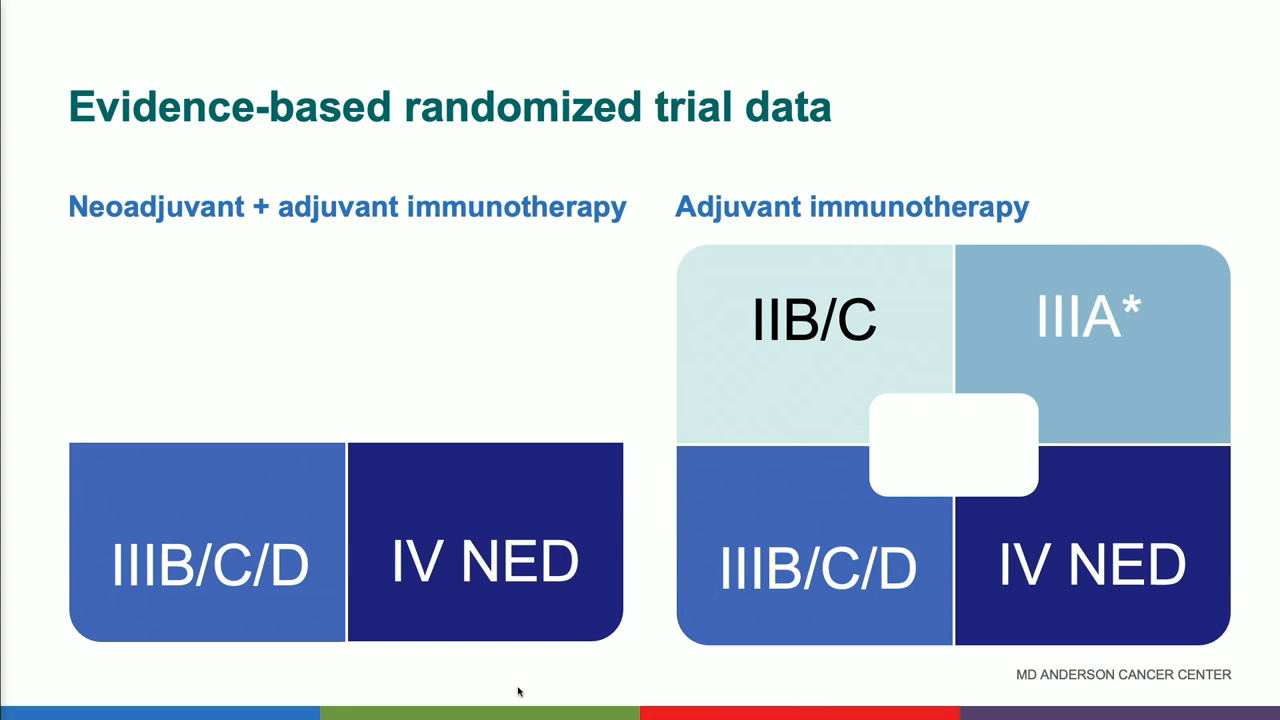 Evidence-based randomized trial data
Neoadjuvant + adjuvant immunotherapy
IIIB/C/D
IV NED
Adjuvant immunotherapy
IIB/C
IIIA*
IIIB/C/D
IV NED
MD ANDERSON CANCER CENTER